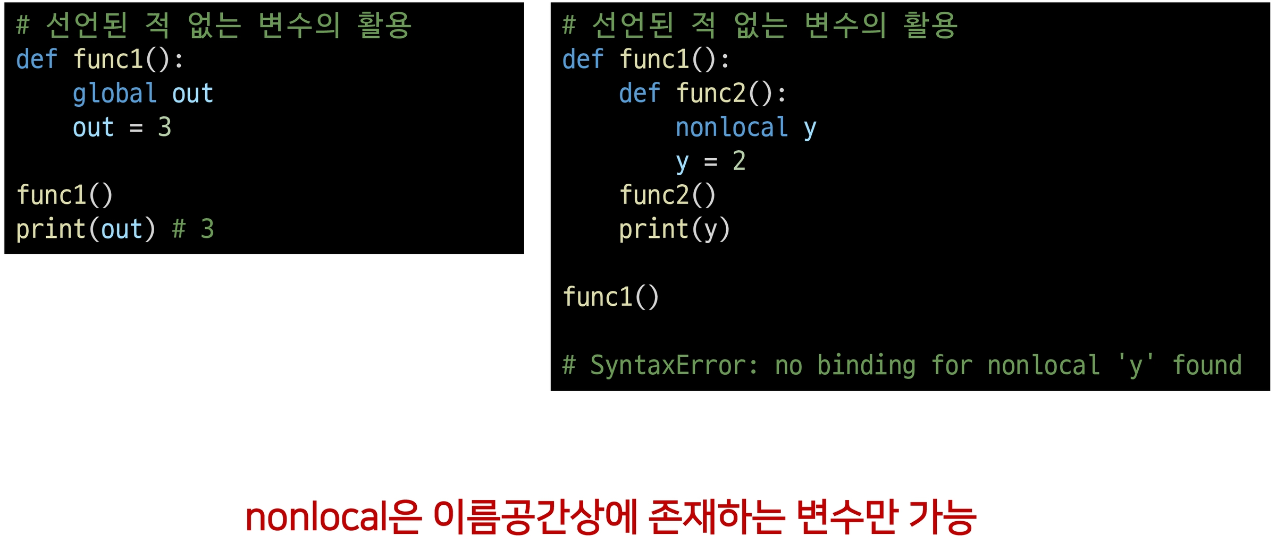 # 선언된 적 없는 변수의 활용
def func1():
    global out
    out = 3

func1()
print(out) # 3

# 선언된 적 없는 변수의 활용
def func1():
    def func2():
        nonlocal y
        y = 2
    func2()
    print(y)

func1()

# SyntaxError: no binding for nonlocal 'y' found

nonlocal은 이름공간상에 존재하는 변수만 가능